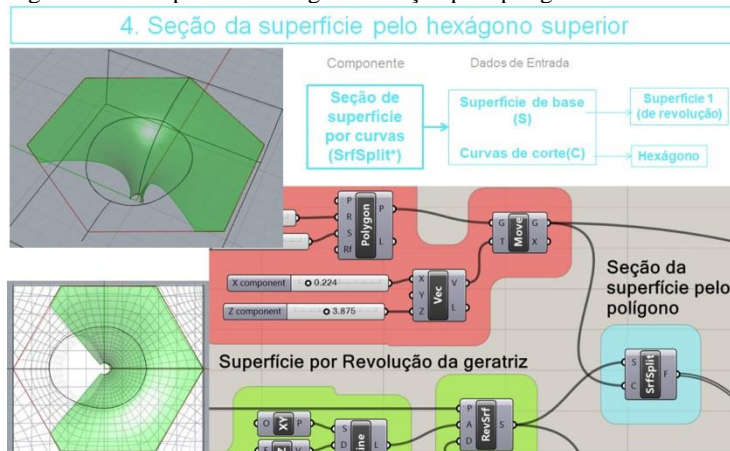 4. Seção da superfície pelo hexágono superior
Componente
Dados de Entrada
Seção de
superfície
por curvas
(SrfSplit*)
Superfície de base
(S)
Superfície 1
(de revolução)
Curvas de corte(C)
Hexágono
P
R
S
Rf
Polygon
P
L
G
T
Move
G
X
X component
0.224
Z component
3.875
X
Y
Z
Vec
V
L
Seção da
superfície pelo
polígono
S
C
SrfSplit
F
Superfície por Revolução da geratriz
O
XY
P
S
D
L
P
A
D
RevSrf
S
F
Z
V